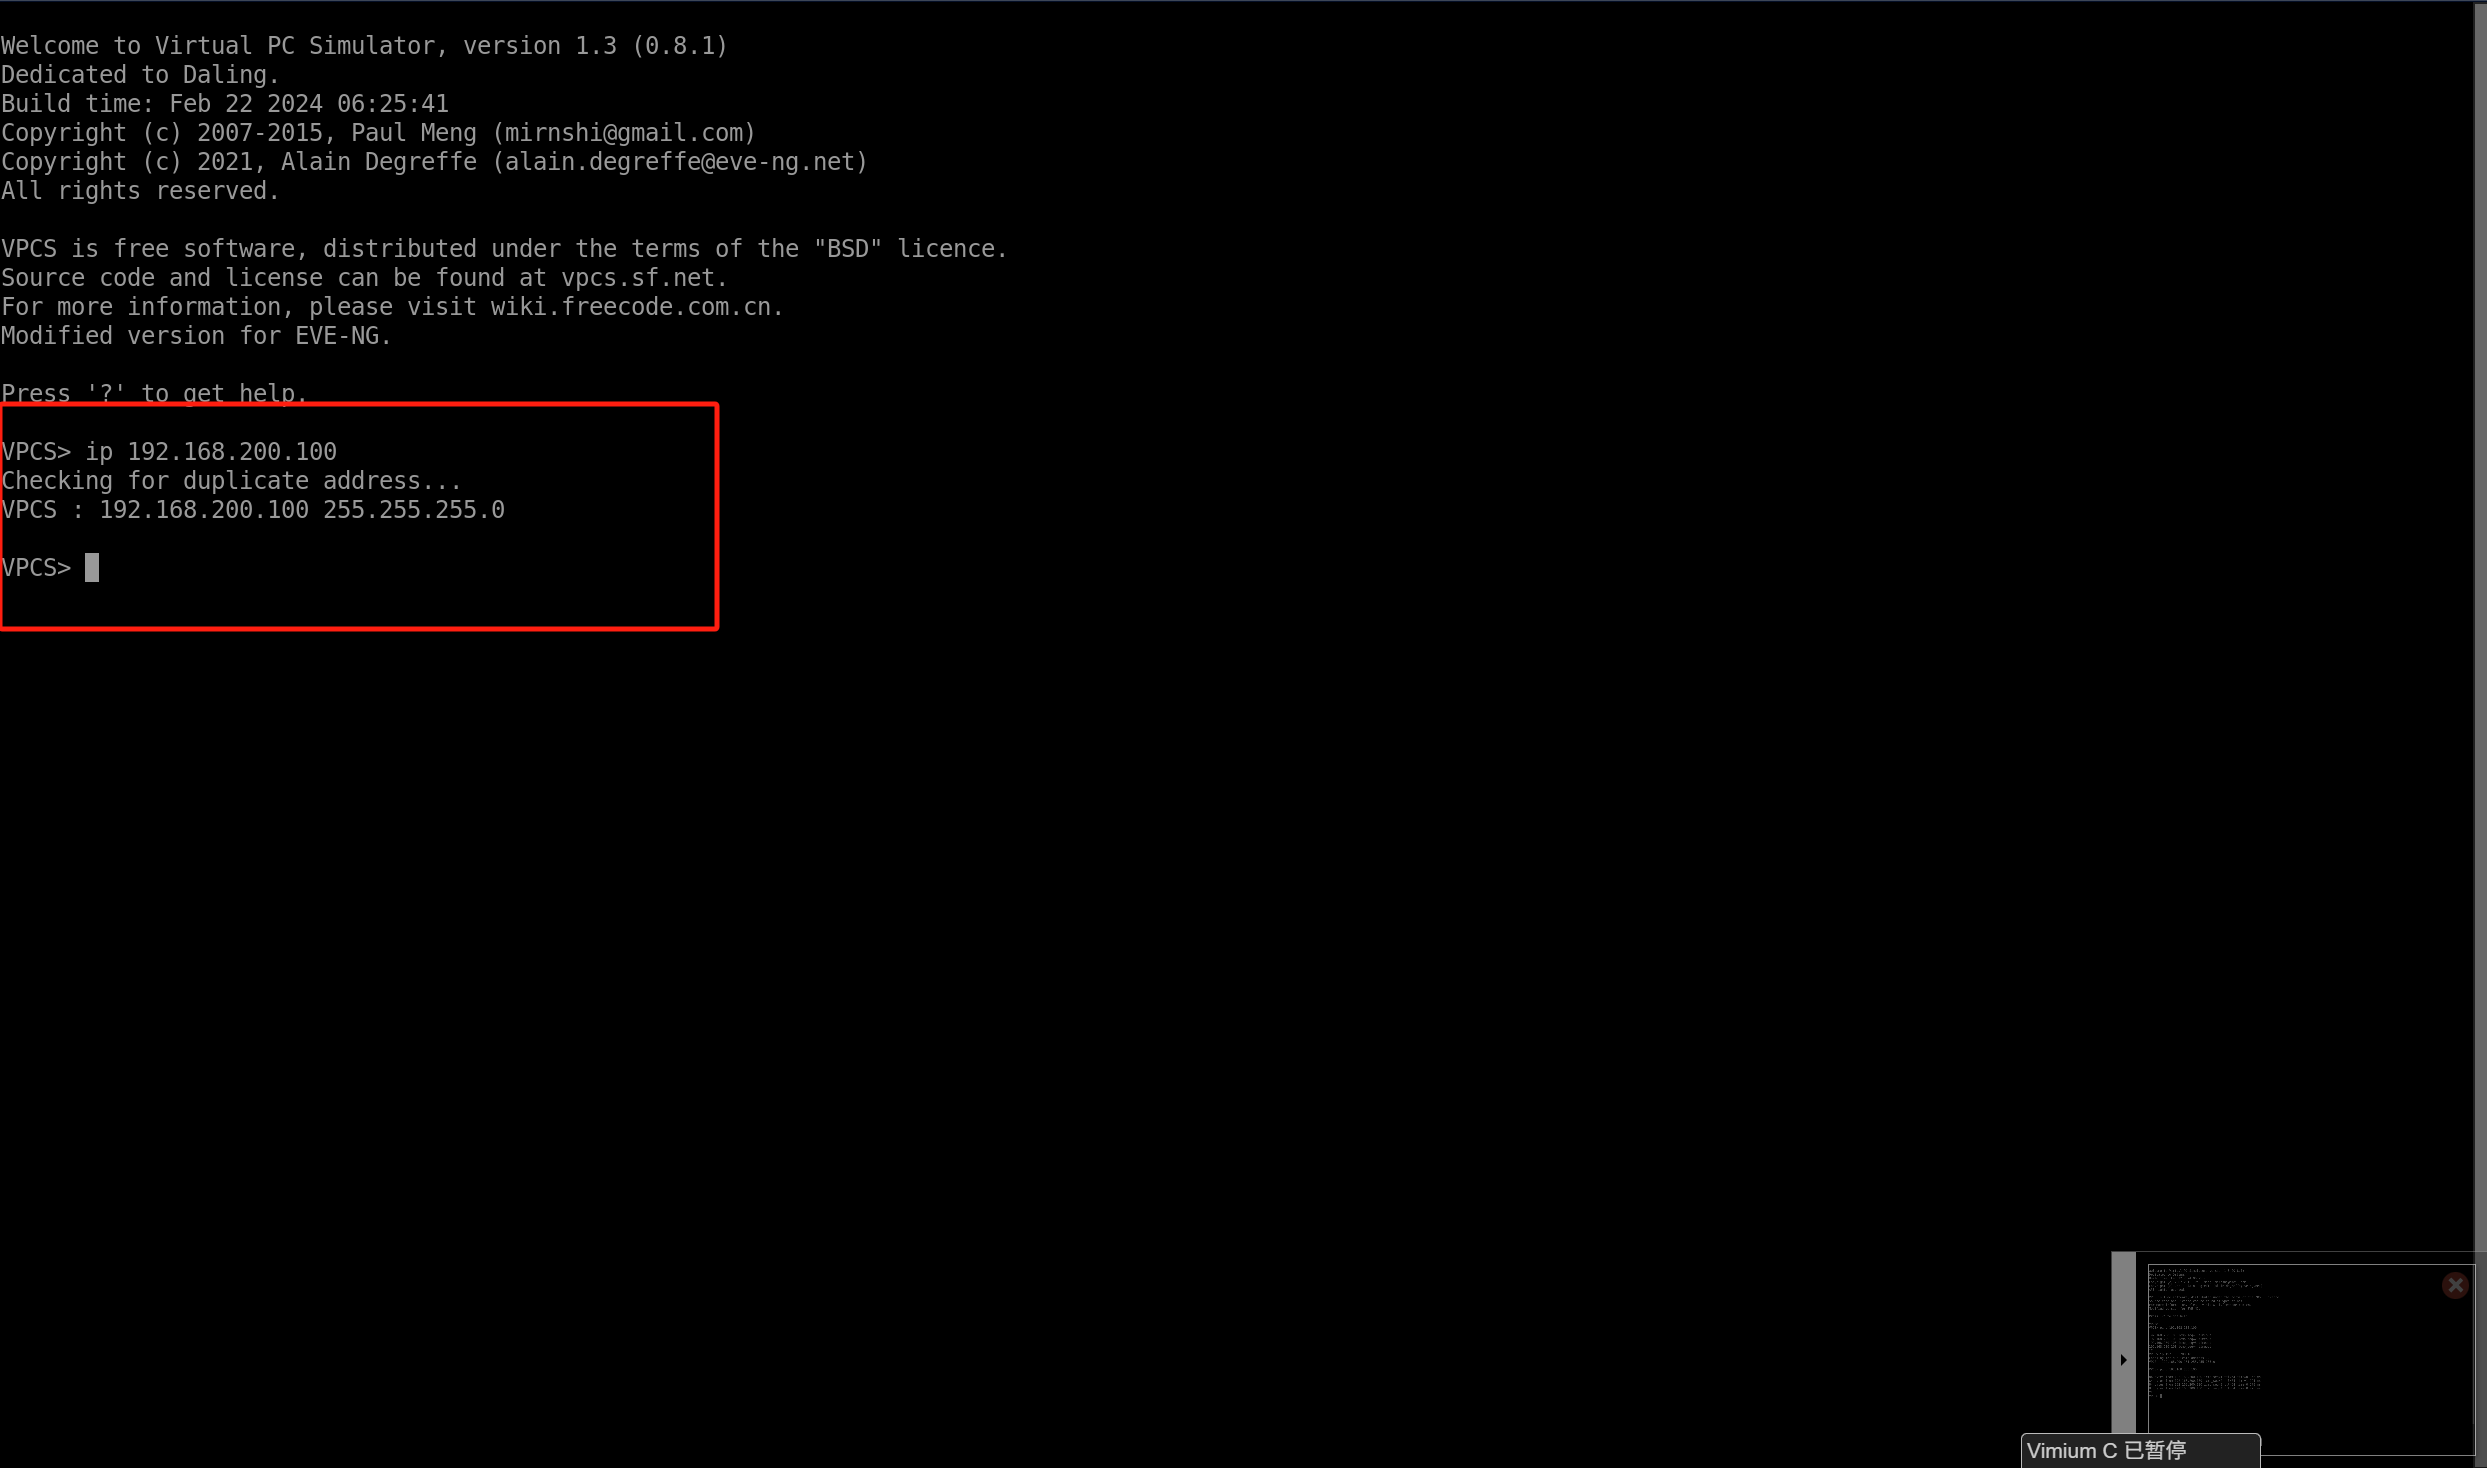 Welcome to Virtual PC Simulator, version 1.3 (0.8.1)
Dedicated to Daling.
Build time: Feb 22 2024 06:25:41
Copyright (c) 2007-2015, Paul Meng (mirnshi@gmail.com)
Copyright (c) 2021, Alain Degreffe (alain.degreffe@eve-ng.net)
All rights reserved.
VPCS is free software, distributed under the terms of the "BSD" licence.
Source code and license can be found at vpcs.sf.net.
For more information, please visit wiki.freecode.com.cn.
Modified version for EVE-NG.
Press '?' to get help.
VPCS> ip 192.168.200.100
Checking for duplicate address...
VPCS : 192.168.200.100 255.255.255.0
VPCS>
Vimium C 已暂停